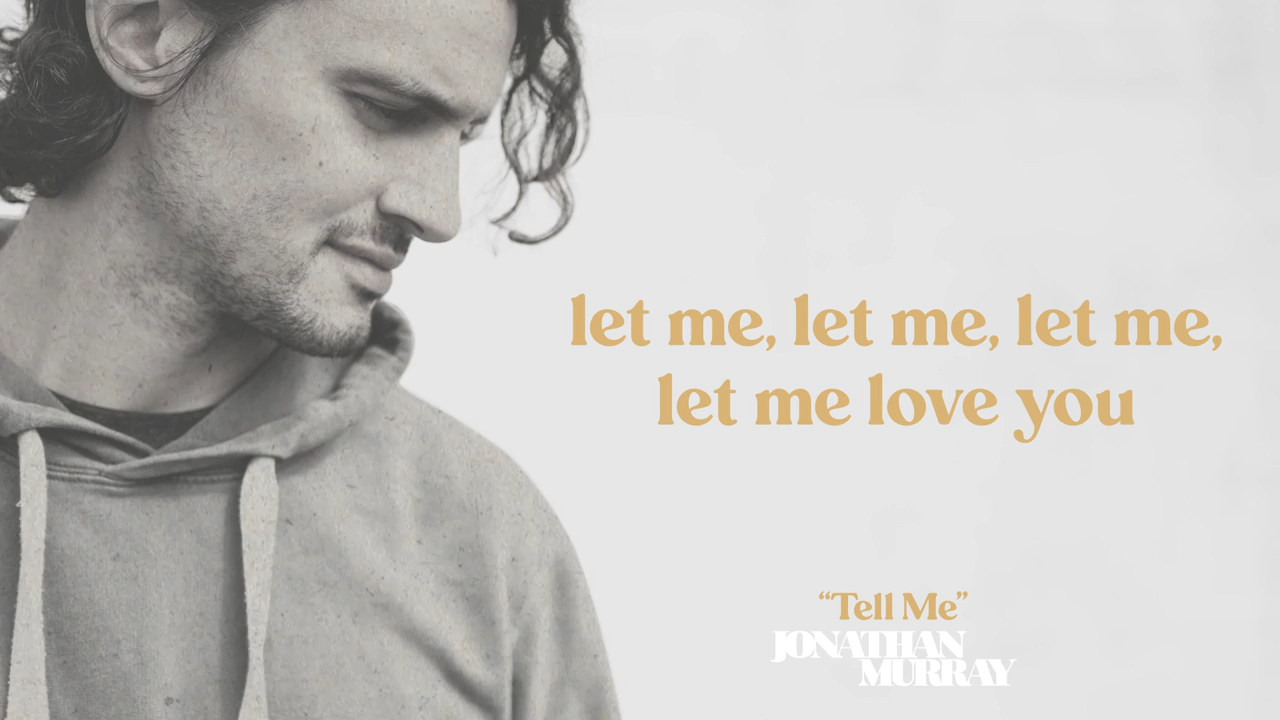 let me, let me, let me,
let me love you
“Tell Me”
JONATHAN
MURRAY